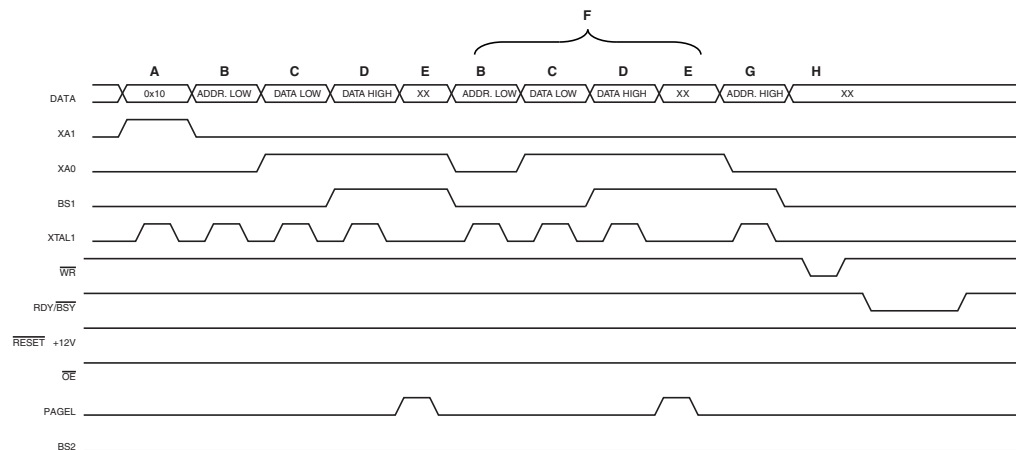 F
A B C D E B C D E G H
DATA 0x10 ADDR. LOW DATA LOW DATA HIGH XX ADDR. LOW DATA LOW DATA HIGH XX ADDR. HIGH XX
XA1
XA0
BS1
XTAL1
WR
RDY/BSY
RESET +12V
OE
PAGEL
BS2